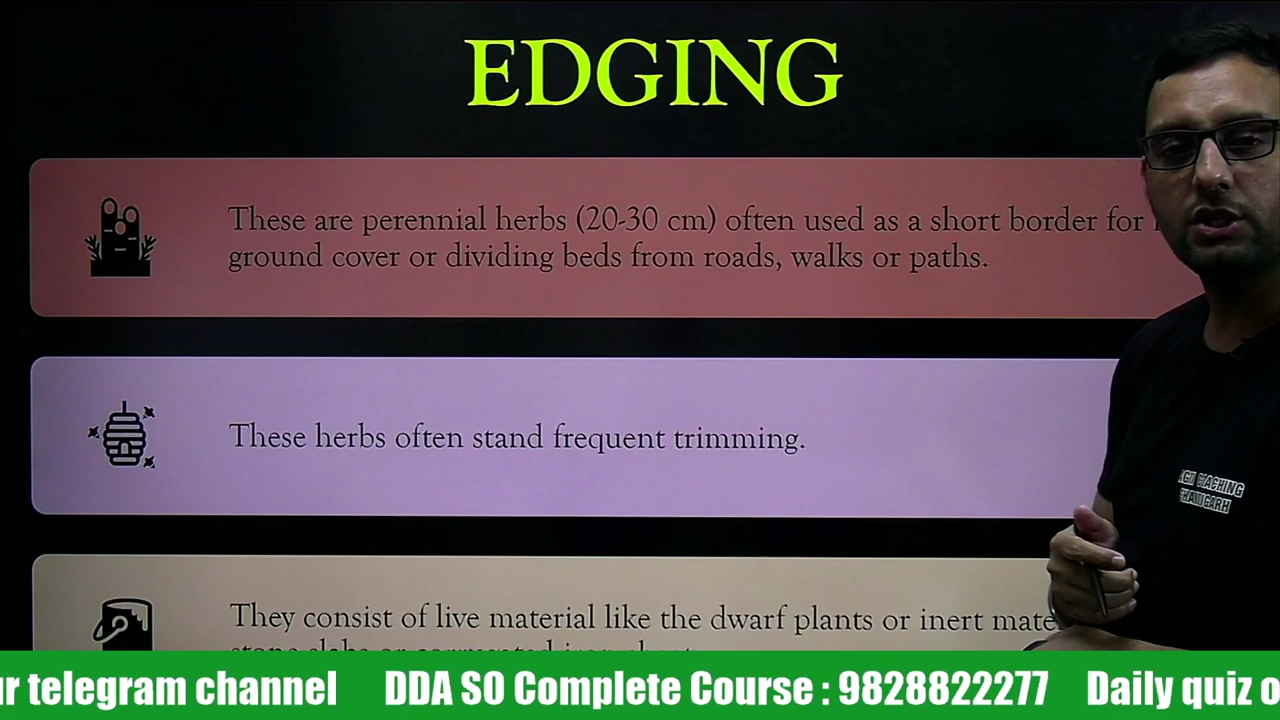 EDGING
These are perennial herbs (20-30 cm) often used as a short border for
ground cover or dividing beds from roads, walks or paths.
These herbs often stand frequent trimming.
They consist of live material like the dwarf plants or inert
COACHING
telegram channel DDA SO Complete Course : 9828822277 Daily quiz